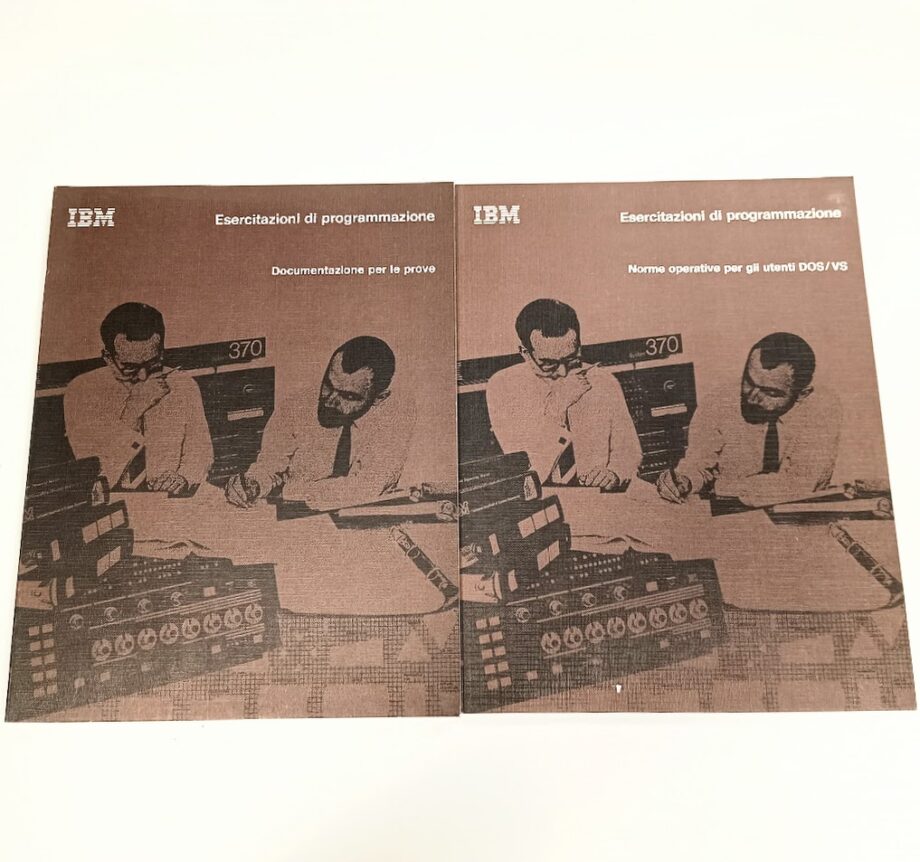 IBM
Esercitazioni di programmazione
Documentazione per le prove
370
IBM
Esercitazioni di programmazione
Norme operative per gli utenti DOS/VS
370